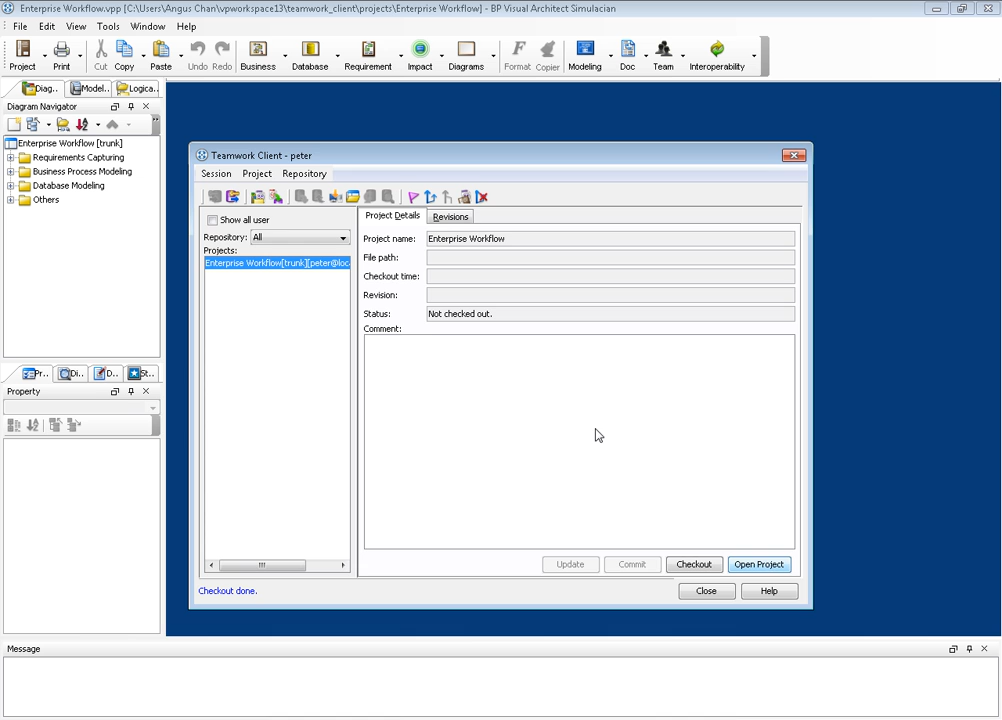 Enterprise Workflow.vpp [C:\Users\Angus Chan\vpworkspace13\teamwork_client\projects\Enterprise Workflow] - BP Visual Architect Simulacian
File Edit View Tools Window Help
Project Print Cut Copy Paste Undo Redo Business Database Requirement Impact Diagrams Format Copier Modeling Doc Team Interoperability
Diag.. Model.. Logica..
Diagram Navigator
Enterprise Workflow [trunk]
Requirements Capturing
Business Process Modeling
Database Modeling
Others
Pr.. Di.. D.. St..
Property
Teamwork Client - peter
Session Project Repository
Show all user
Repository: All
Projects:
Enterprise Workflow[trunk][peter@loc
Project Details Revisions
Project name: Enterprise Workflow
File path:
Checkout time:
Revision:
Status: Not checked out.
Comment:
Update Commit Checkout Open Project
Checkout done.
Close Help
Message